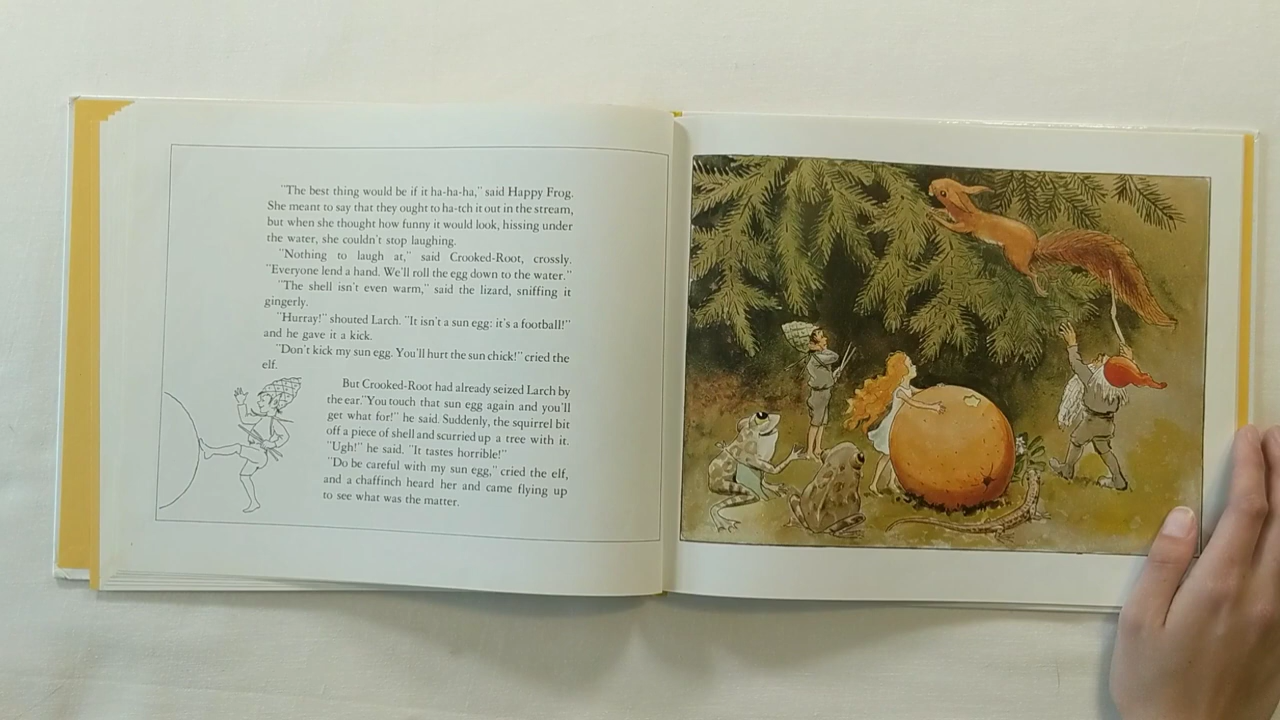 "The best thing would be if it ha-ha-ha," said Happy Frog.
She meant to say that they ought to ha-tch it out in the stream,
but when she thought how funny it would look, hissing under
the water, she couldn't stop laughing.
"Nothing to laugh at," said Crooked-Root, crossly.
"Everyone lend a hand. We'll roll the egg down to the water."
"The shell isn't even warm," said the lizard, sniffing it
gingerly.
"Hurray!" shouted Larch. "It isn't a sun egg: it's a football!"
and he gave it a kick.
"Don't kick my sun egg. You'll hurt the sun chick!" cried the
elf.
But Crooked-Root had already seized Larch by
the ear."You touch that sun egg again and you'll
get what for!" he said. Suddenly, the squirrel bit
off a piece of shell and scurried up a tree with it.
"Ugh!" he said. "It tastes horrible!"
"Do be careful with my sun egg," cried the elf,
and a chaffinch heard her and came flying up
to see what was the matter.